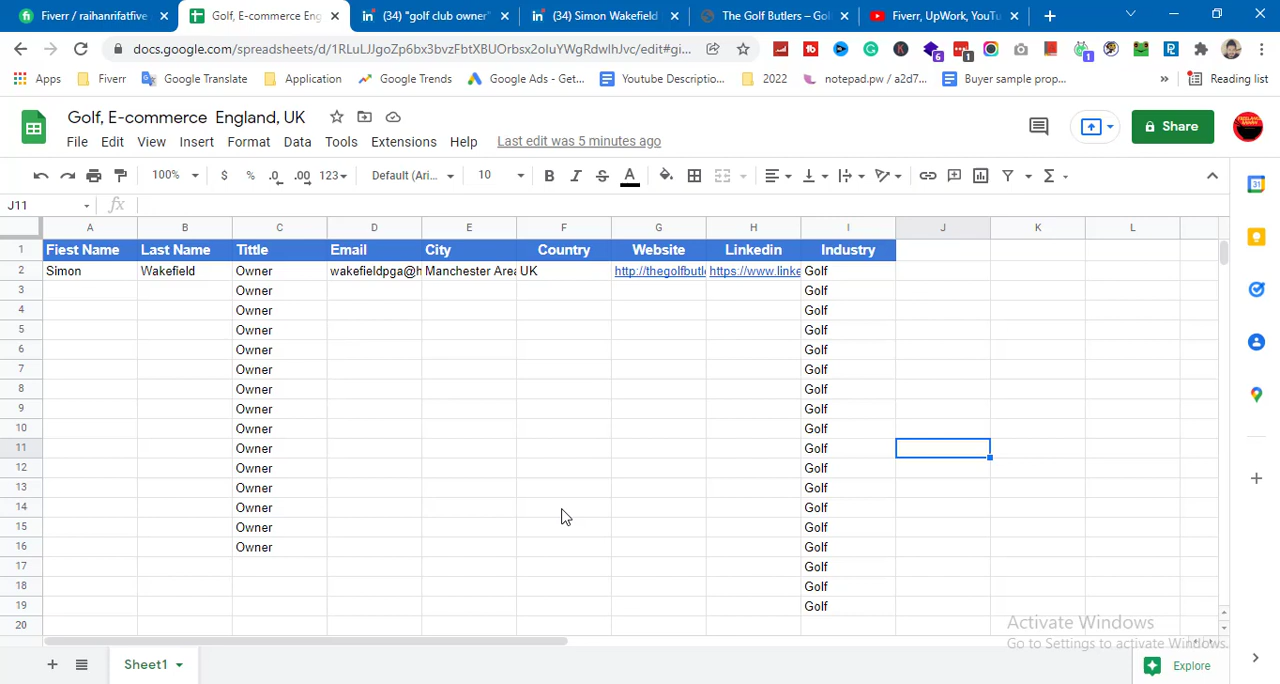 Fiverr / raihanrifatfive
Golf, E-commerce Eng
(34) "golf club owner"
(34) Simon Wakefield
The Golf Butlers – Gol
Fiverr, UpWork, YouTu
docs.google.com/spreadsheets/d/1RLuLJJgoZp6bx3bvzFbtXBUOrbsx2oIuYWgRdwlhJvc/edit#gi...
Apps
Fiverr
Google Translate
Application
Google Trends
Google Ads - Get...
Youtube Descriptio...
2022
notepad.pw / a2d7...
Buyer sample prop...
»
Reading list
Golf, E-commerce England, UK
Share
File Edit View Insert Format Data Tools Extensions Help Last edit was 5 minutes ago
100% $ % .0 .00 123 Default (Ari... 10 B I S A
J11 fx
A B C D E F G H I J K L
1 Fiest Name Last Name Tittle Email City Country Website Linkedin Industry
2 Simon Wakefield Owner wakefieldpga@h Manchester Area UK http://thegolfbutle https://www.linke Golf
3 Owner Golf
4 Owner Golf
5 Owner Golf
6 Owner Golf
7 Owner Golf
8 Owner Golf
9 Owner Golf
10 Owner Golf
11 Owner Golf
12 Owner Golf
13 Owner Golf
14 Owner Golf
15 Owner Golf
16 Owner Golf
17 Golf
18 Golf
19 Golf
20
Activate Windows
Go to Settings to activate Windows.
Sheet1
Explore